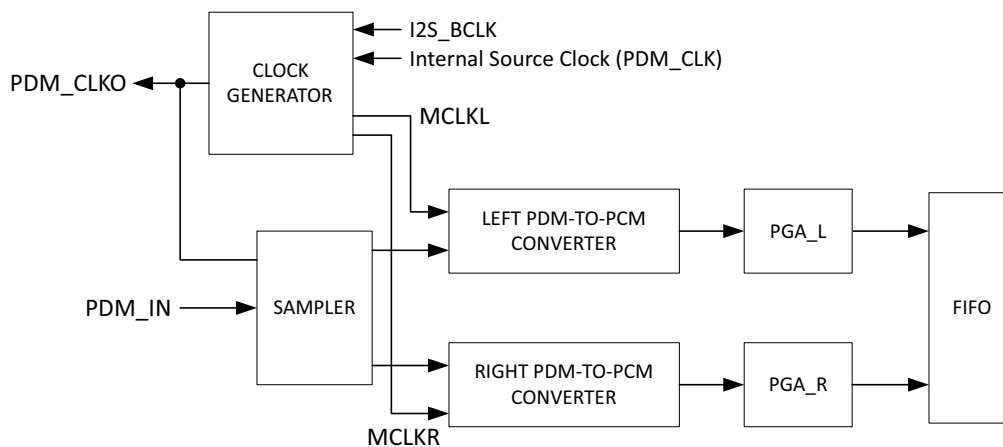 I2S_BCLK
Internal Source Clock (PDM_CLK)
CLOCK
GENERATOR
PDM_CLKO
MCLKL
LEFT PDM-TO-PCM
CONVERTER
PGA_L
SAMPLER
PDM_IN
FIFO
RIGHT PDM-TO-PCM
CONVERTER
PGA_R
MCLKR